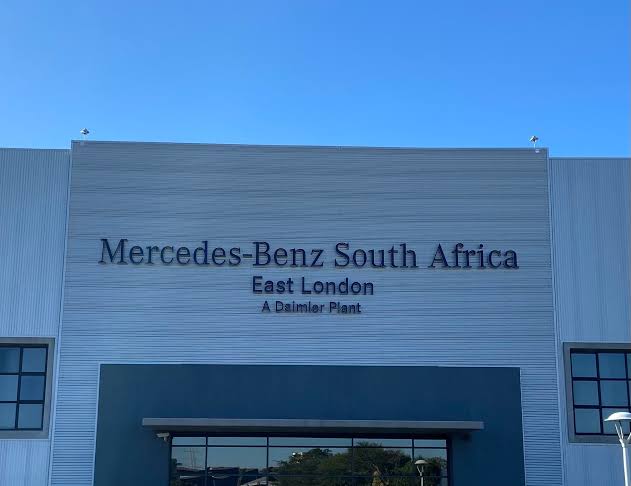 Mercedes-Benz South Africa
East London
A Daimler Plant